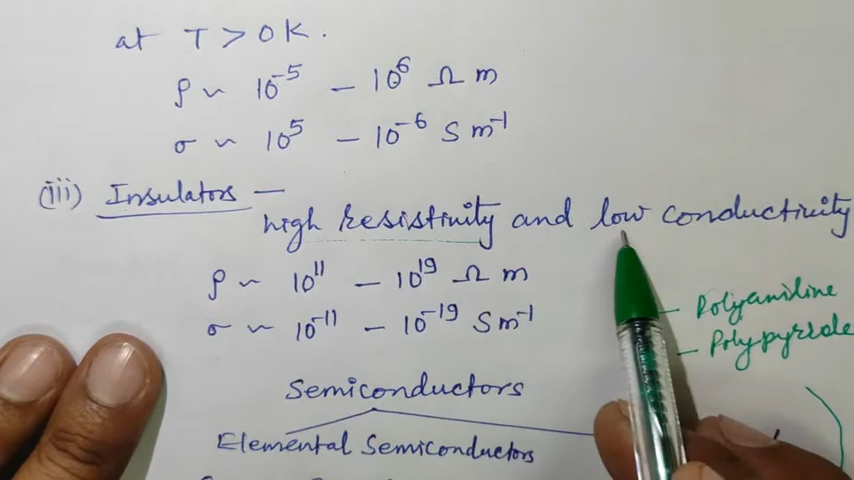 at T > 0 K.
ρ ~ 10⁻⁵ – 10⁶ Ω m
σ ~ 10⁵ – 10⁻⁶ S m⁻¹
(iii) Insulators —
high resistivity and low conductivity
ρ ~ 10¹¹ – 10¹⁹ Ω m
σ ~ 10⁻¹¹ – 10⁻¹⁹ S m⁻¹
– Polyaniline
– Polypyrrole
Semiconductors
Elemental Semiconductors